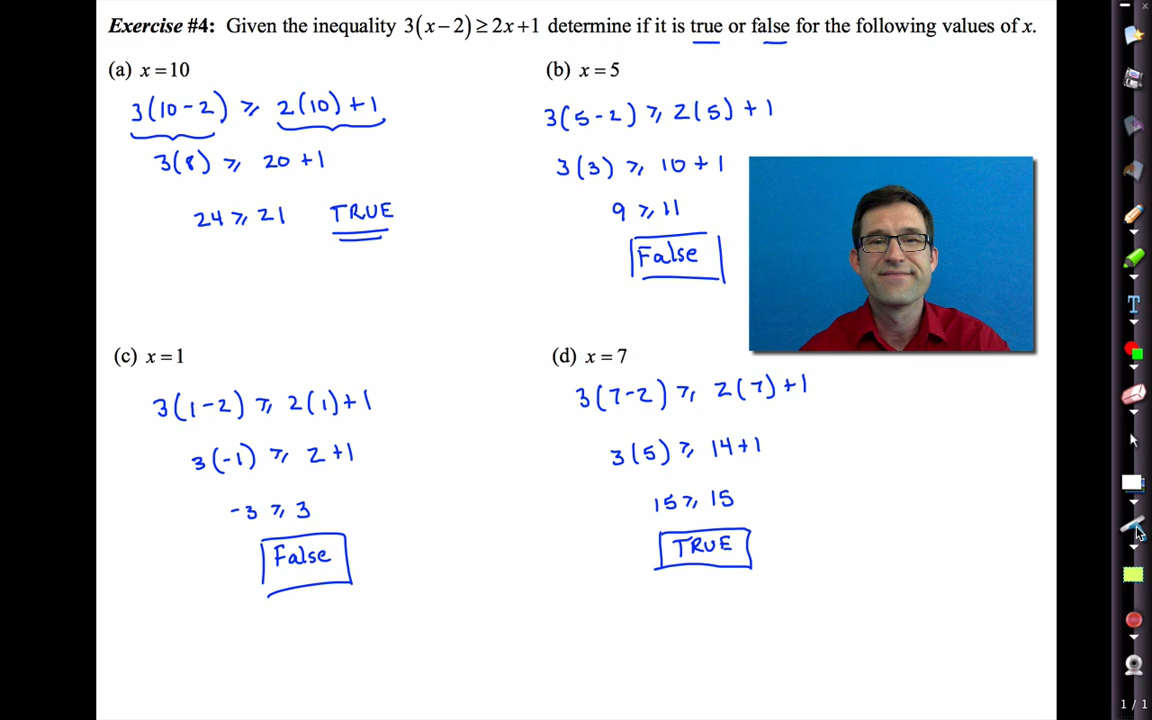 Exercise #4: Given the inequality 3(x−2)≥2x+1 determine if it is true or false for the following values of x.
(a) x=10
3(10-2) ≥ 2(10)+1
3(8) ≥ 20+1
24 ≥ 21 TRUE
(b) x=5
3(5-2) ≥ 2(5)+1
3(3) ≥ 10+1
9 ≥ 11
False
(c) x=1
3(1-2) ≥ 2(1)+1
3(-1) ≥ 2+1
-3 ≥ 3
False
(d) x=7
3(7-2) ≥ 2(7)+1
3(5) ≥ 14+1
15 ≥ 15
TRUE
T
1 / 1